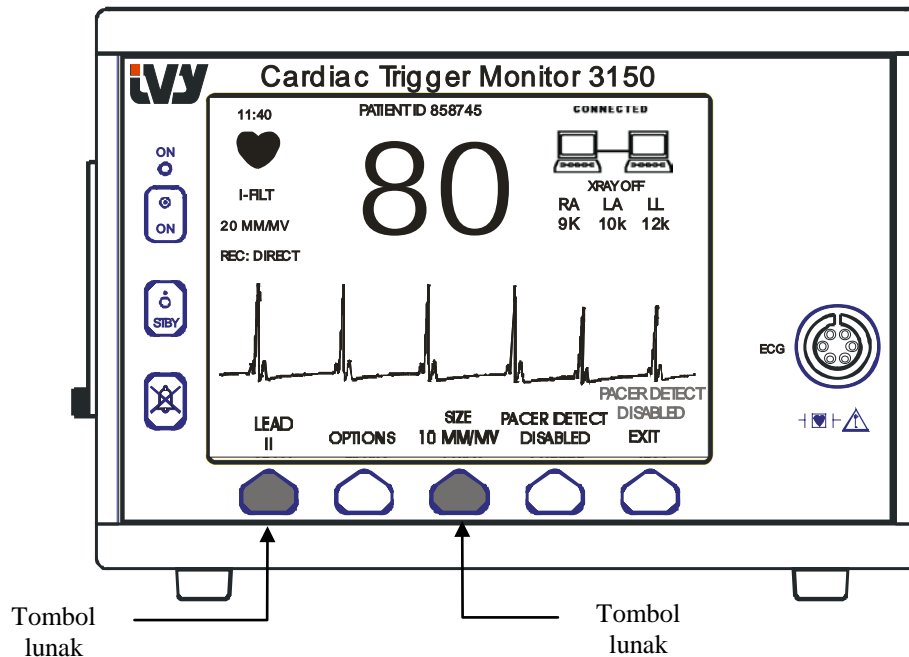 ivy
Cardiac Trigger Monitor 3150
11:40
PATIENT ID 858745
CONNECTED
80
I-FILT
20 MM/MV
REC: DIRECT
XRAY OFF
RA LA LL
9K 10k 12k
ON
ON
STBY
ECG
PACER DETECT
DISABLED
LEAD
II
OPTIONS
SIZE
10 MM/MV
PACER DETECT
DISABLED
EXIT
Tombol
lunak
Tombol
lunak